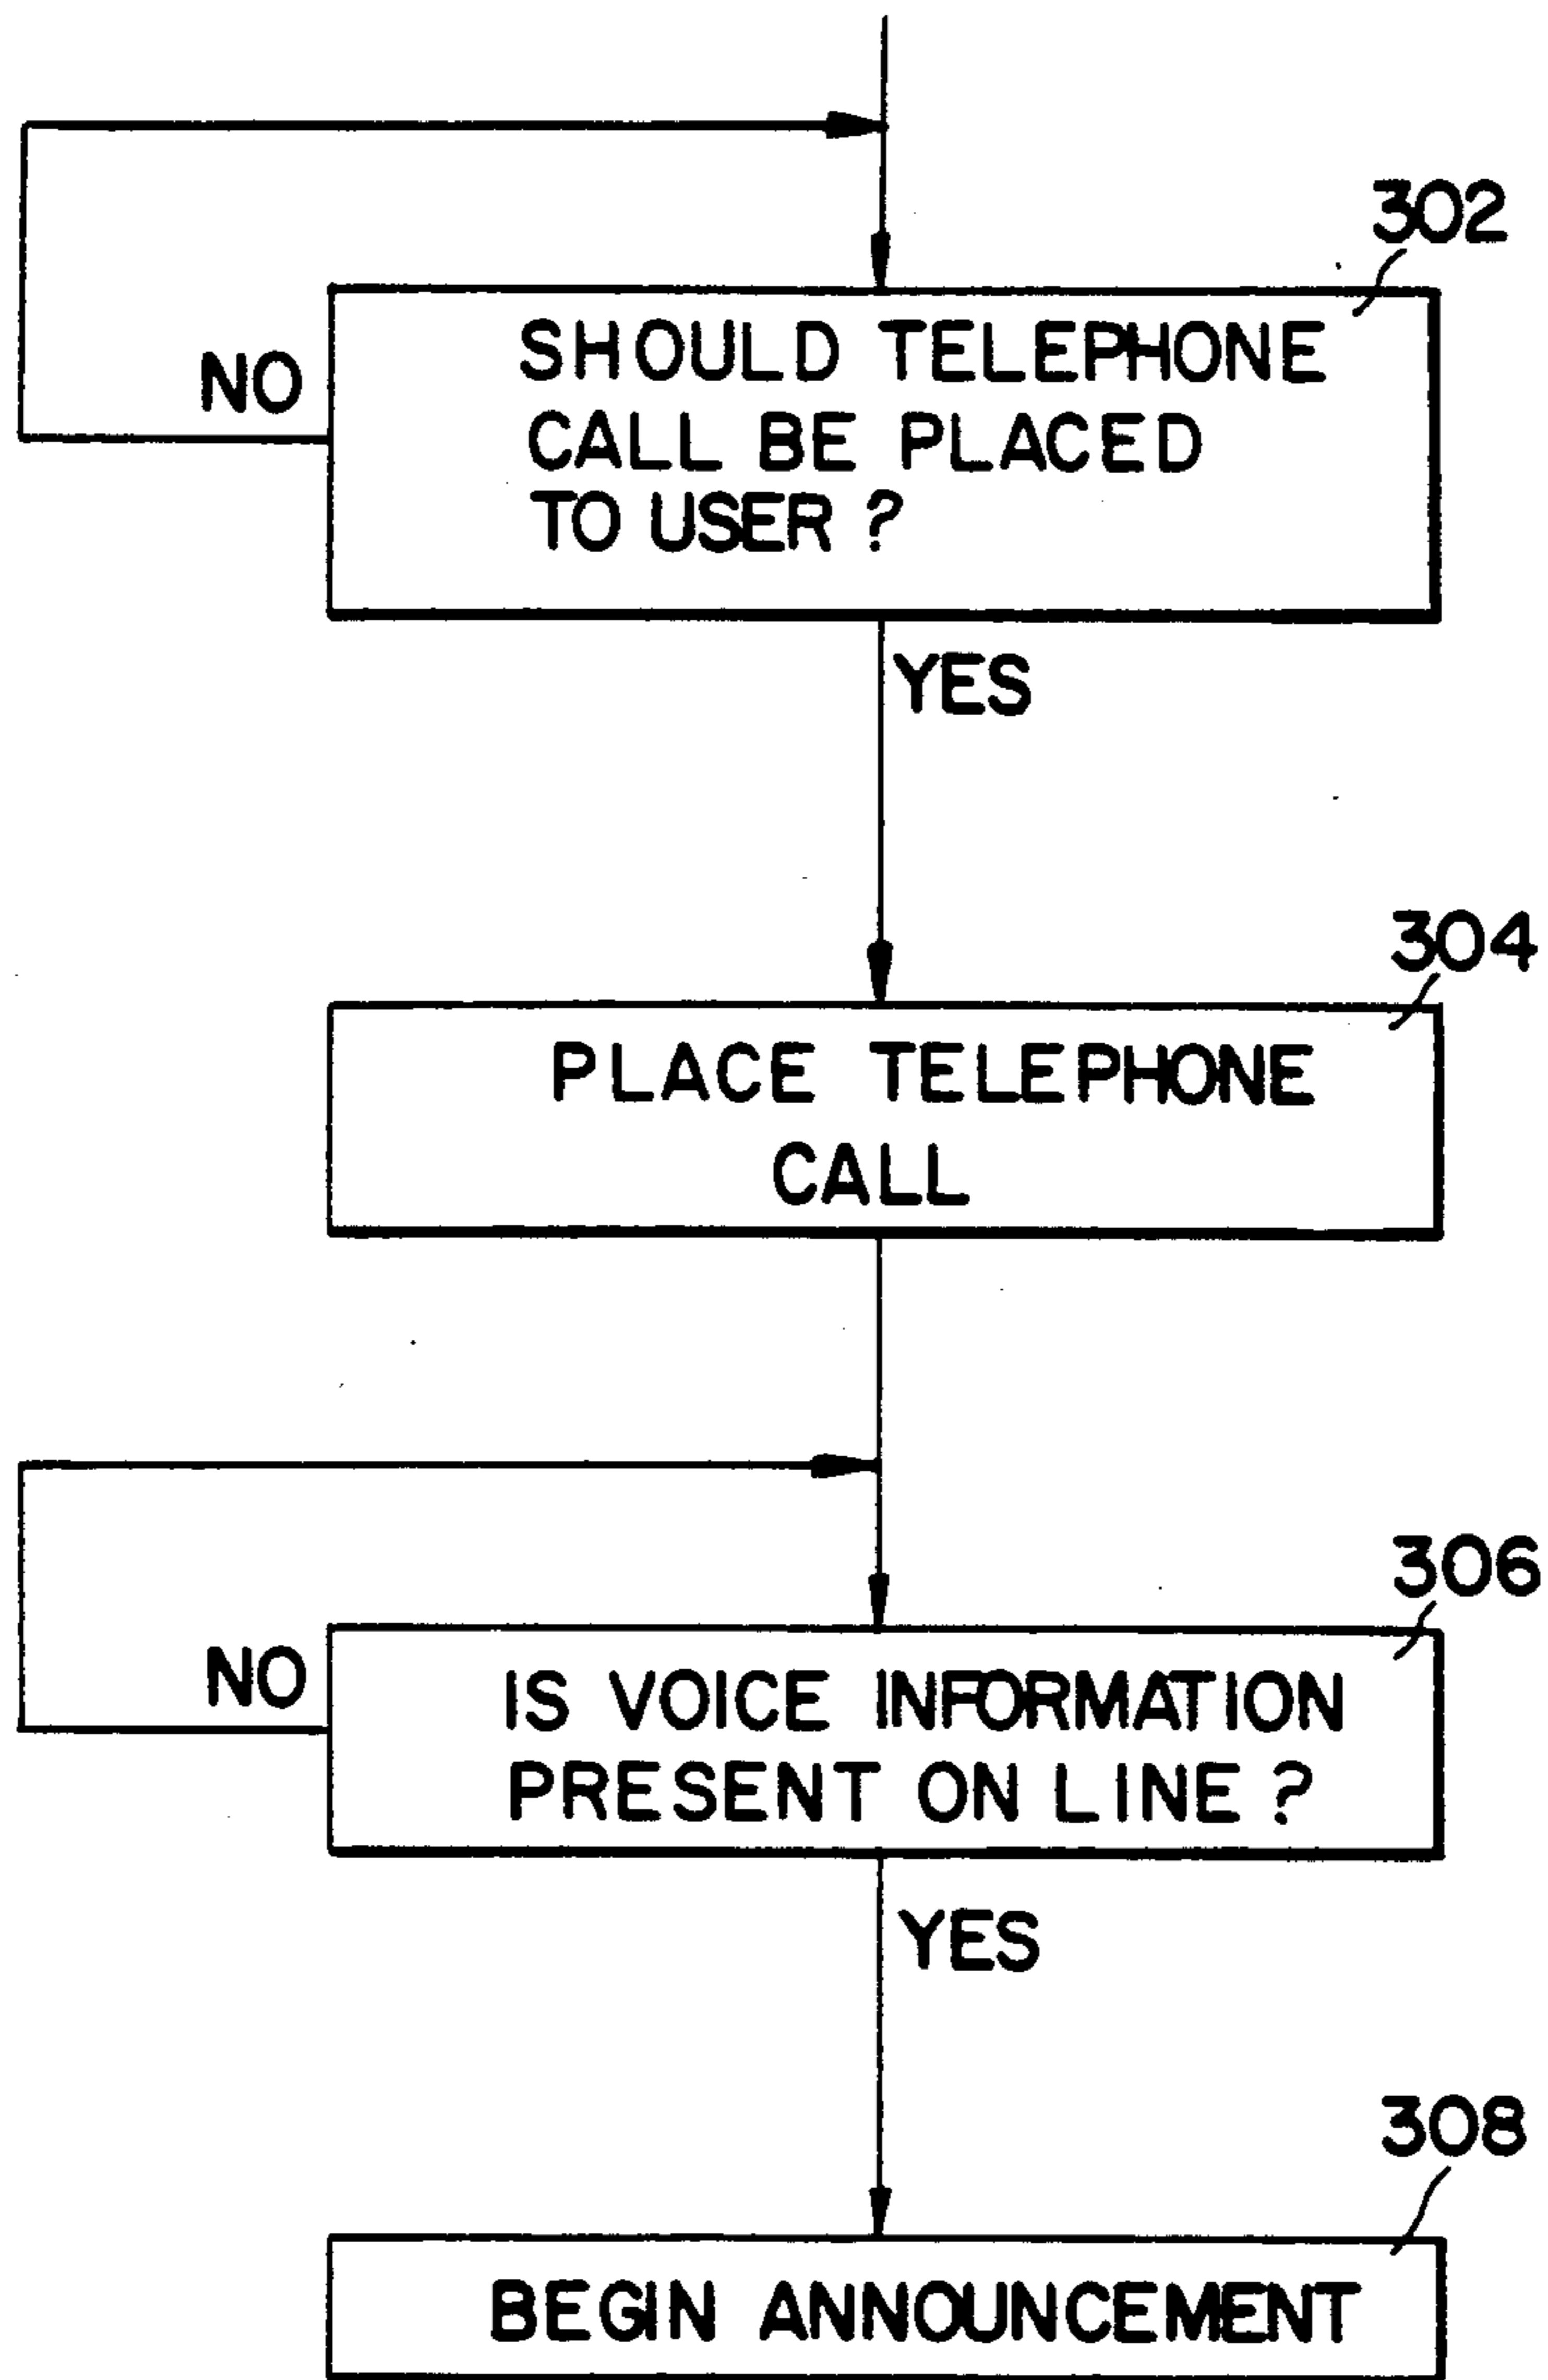 302
SHOULD TELEPHONE
CALL BE PLACED
TO USER ?
NO
YES
304
PLACE TELEPHONE
CALL
306
IS VOICE INFORMATION
PRESENT ON LINE ?
NO
YES
308
BEGIN ANNOUNCEMENT